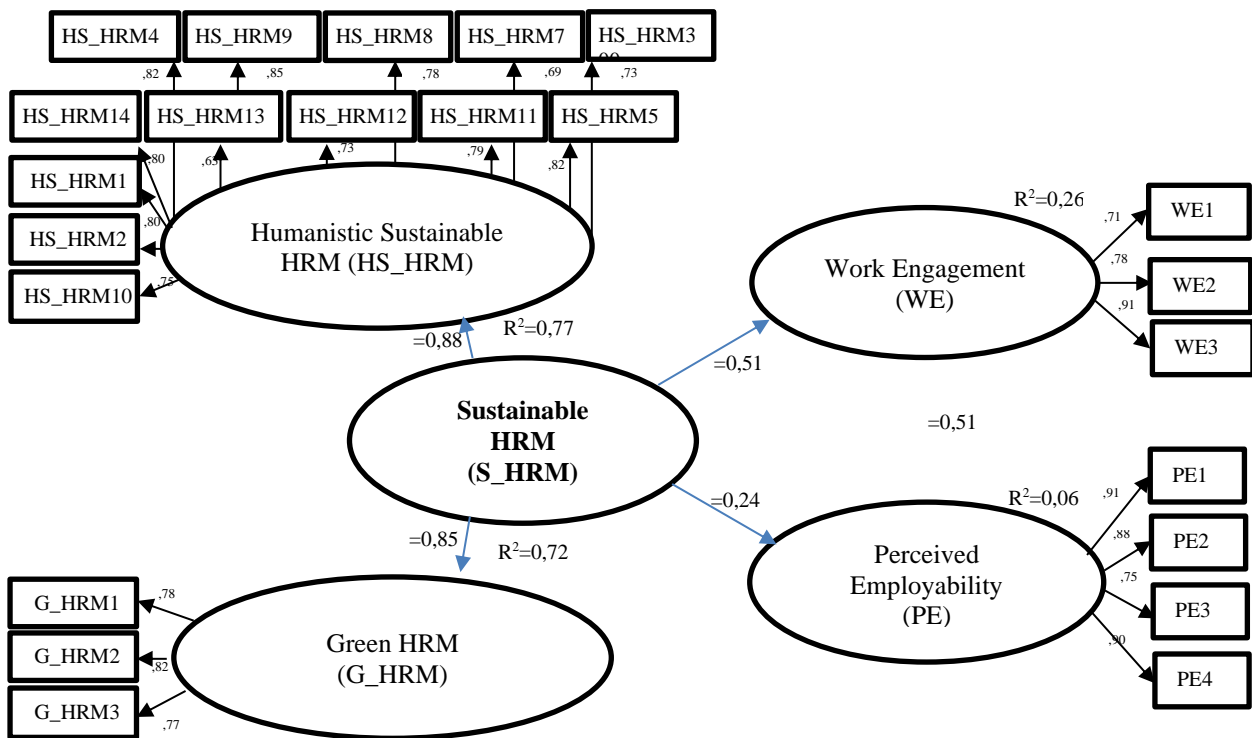 HS_HRM4
HS_HRM9
HS_HRM8
HS_HRM7
HS_HRM3
,82
,85
,78
,69
,73
HS_HRM14
HS_HRM13
HS_HRM12
HS_HRM11
HS_HRM5
,80
,65
,73
,79
,82
HS_HRM1
HS_HRM2
,80
HS_HRM10
,75
Humanistic Sustainable
HRM (HS_HRM)
R²=0,77
=0,88
R²=0,26
Work Engagement
(WE)
,71
WE1
,78
WE2
,91
WE3
=0,51
Sustainable
HRM
(S_HRM)
=0,51
=0,24
R²=0,06
Perceived
Employability
(PE)
,91
PE1
,88
PE2
,75
PE3
,90
PE4
=0,85
R²=0,72
Green HRM
(G_HRM)
G_HRM1
,78
G_HRM2
,82
G_HRM3
,77